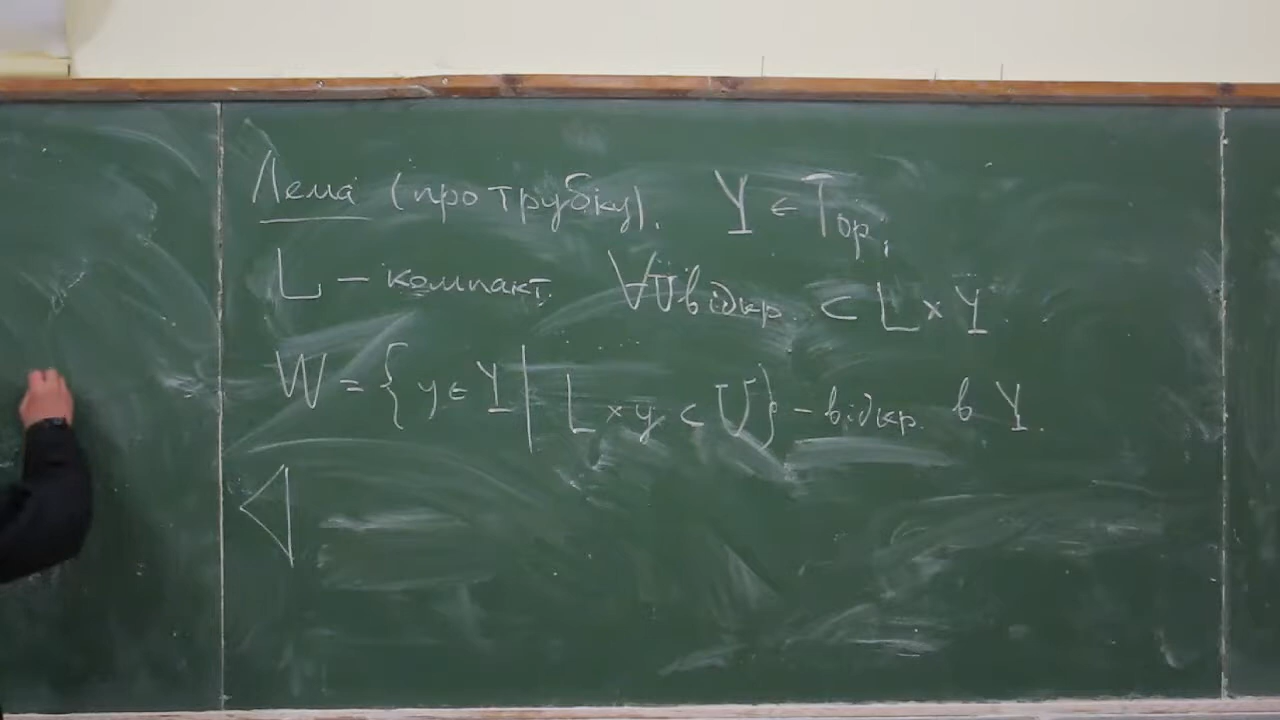 Лема (про трубку). Y ∈ Top,
L – компакт. ∀U відкр. ⊂ L × Y
W = { y ∈ Y | L × y ⊂ U } – відкр. в Y.